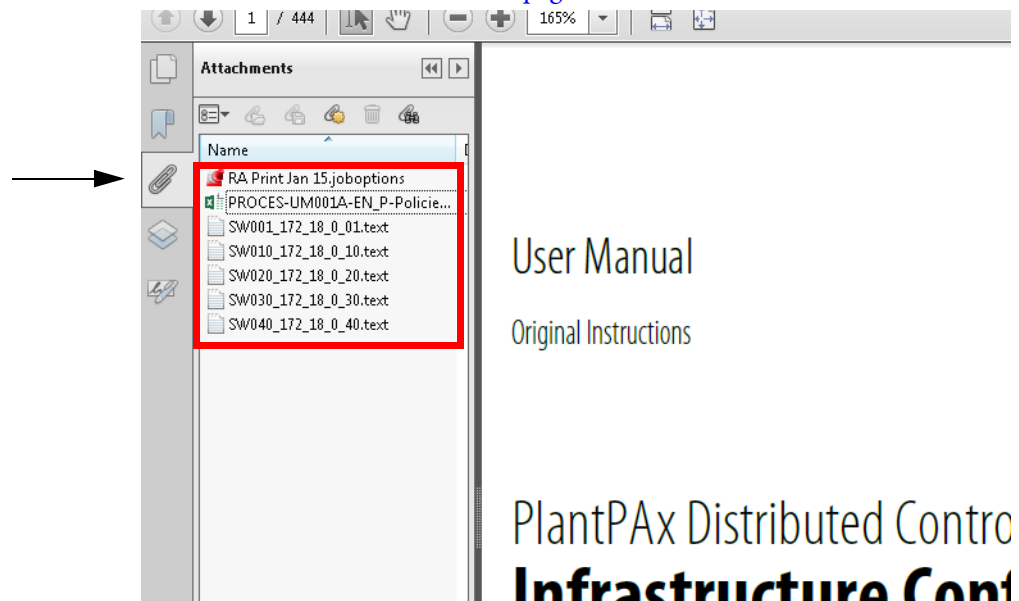 1 / 444 165%
Attachments
Name
RA Print Jan 15.joboptions
PROCES-UM001A-EN_P-Policie...
SW001_172_18_0_01.text
SW010_172_18_0_10.text
SW020_172_18_0_20.text
SW030_172_18_0_30.text
SW040_172_18_0_40.text
User Manual
Original Instructions
PlantPAx Distributed Contro
Infrastructure Conf